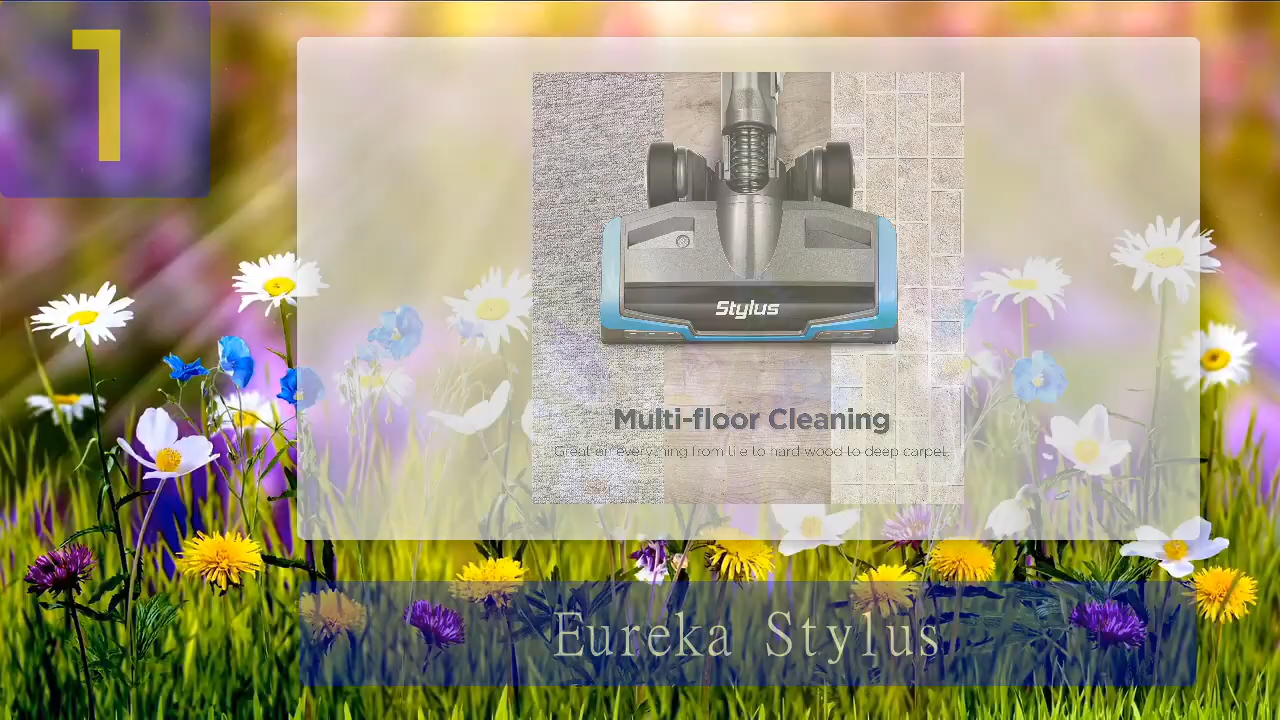 1
Stylus
Multi-floor Cleaning
Great on everything from tile to hard wood to deep carpet.
Eureka Stylus